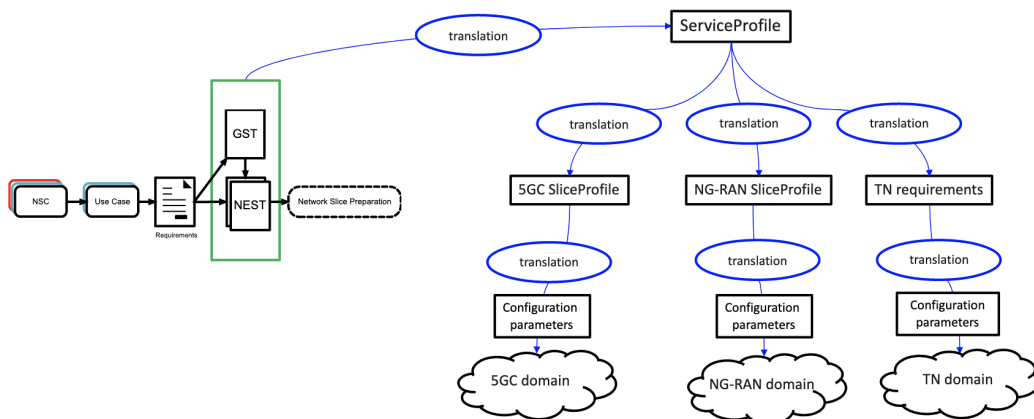 translation
ServiceProfile
GST
translation
translation
translation
NSC
Use Case
NEST
Network Slice Preparation
5GC SliceProfile
NG-RAN SliceProfile
TN requirements
Requirements
translation
translation
translation
Configuration
parameters
Configuration
parameters
Configuration
parameters
5GC domain
NG-RAN domain
TN domain